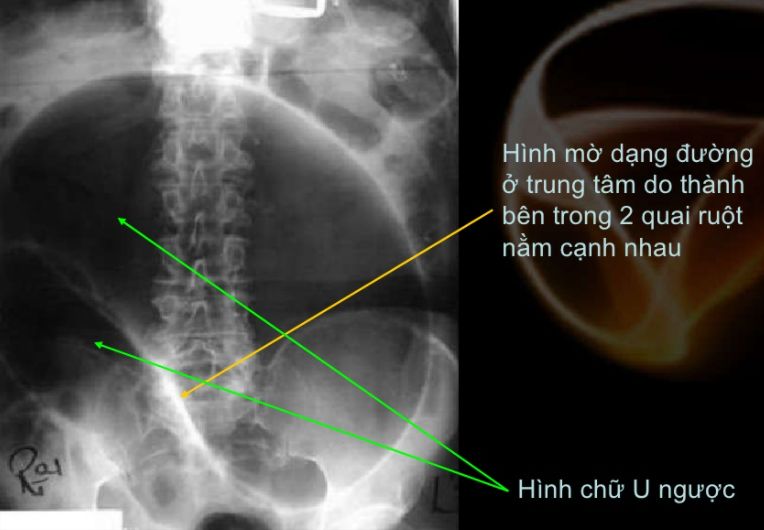 Hình mờ dạng đường
ở trung tâm do thành
bên trong 2 quai ruột
nằm cạnh nhau
Hình chữ U ngược